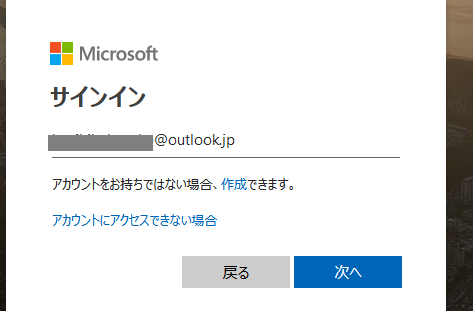 Microsoft
サインイン
@outlook.jp
アカウントをお持ちではない場合、作成できます。
アカウントにアクセスできない場合
戻る
次へ